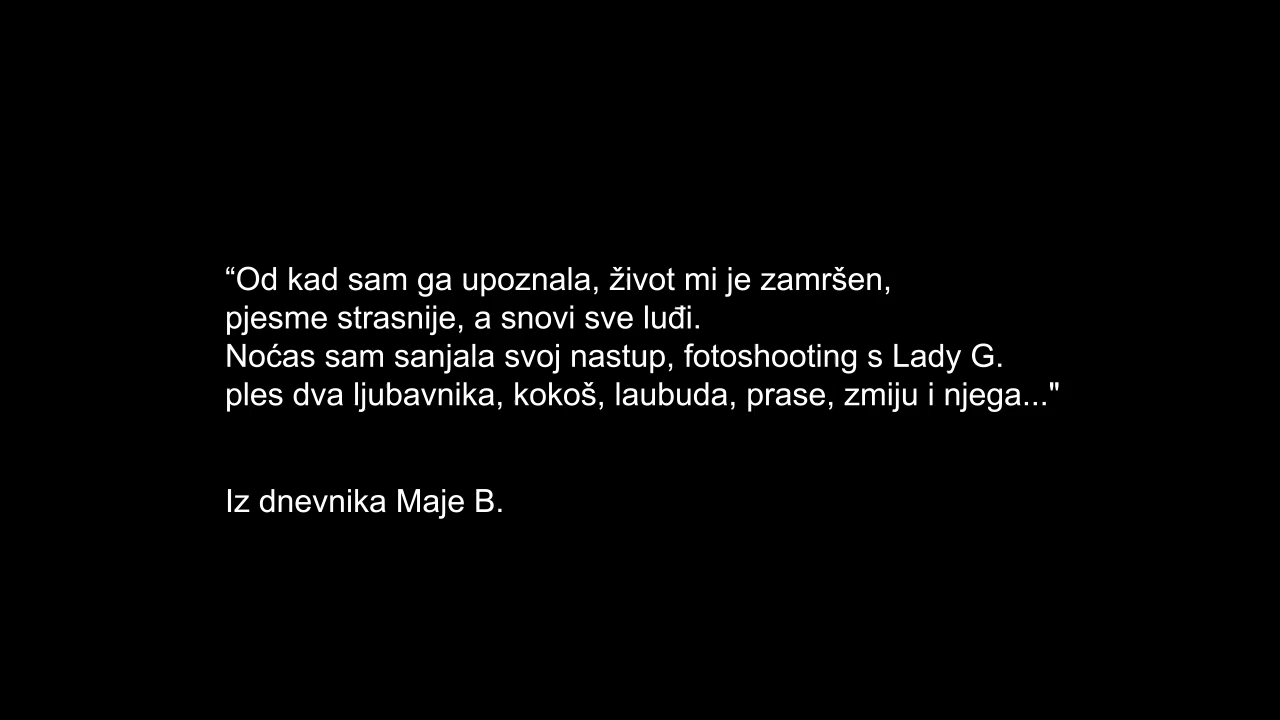 “Od kad sam ga upoznala, život mi je zamršen,
pjesme strasnije, a snovi sve luđi.
Noćas sam sanjala svoj nastup, fotoshooting s Lady G.
ples dva ljubavnika, kokoš, laubuda, prase, zmiju i njega..."
Iz dnevnika Maje B.